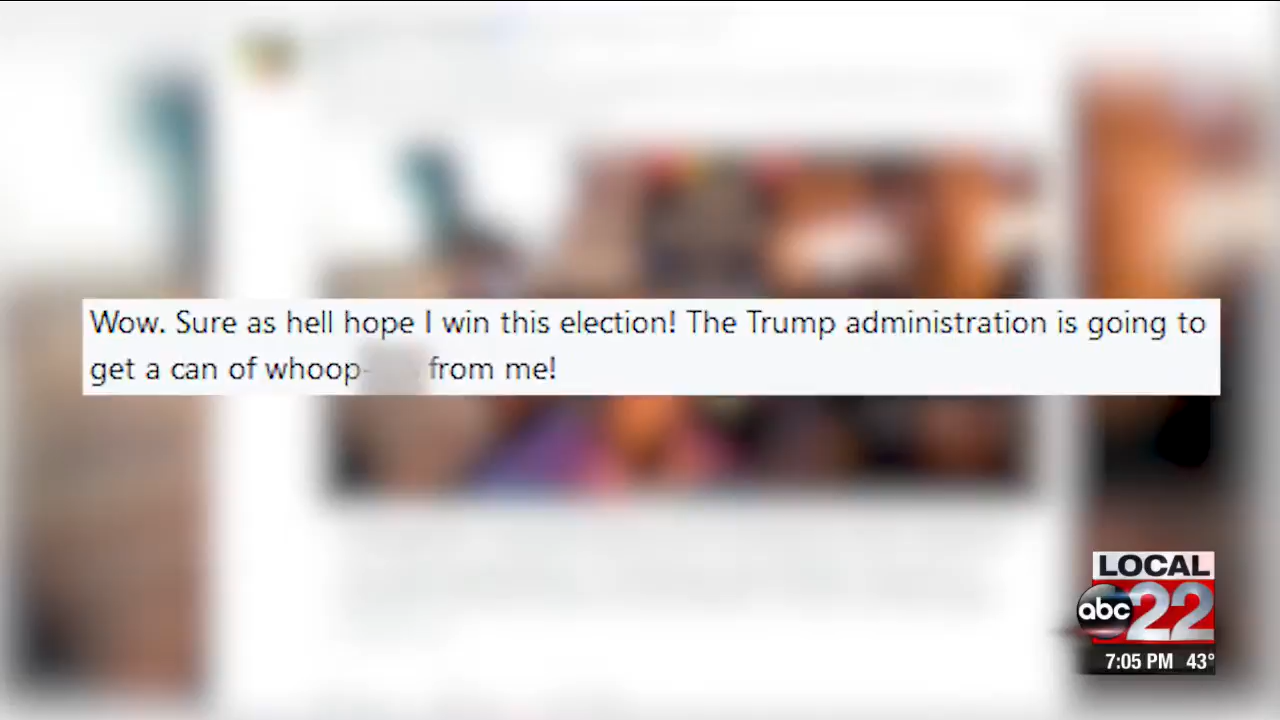 Wow. Sure as hell hope I win this election! The Trump administration is going to
get a can of whoop- from me!
LOCAL
abc 22
7:05 PM 43°